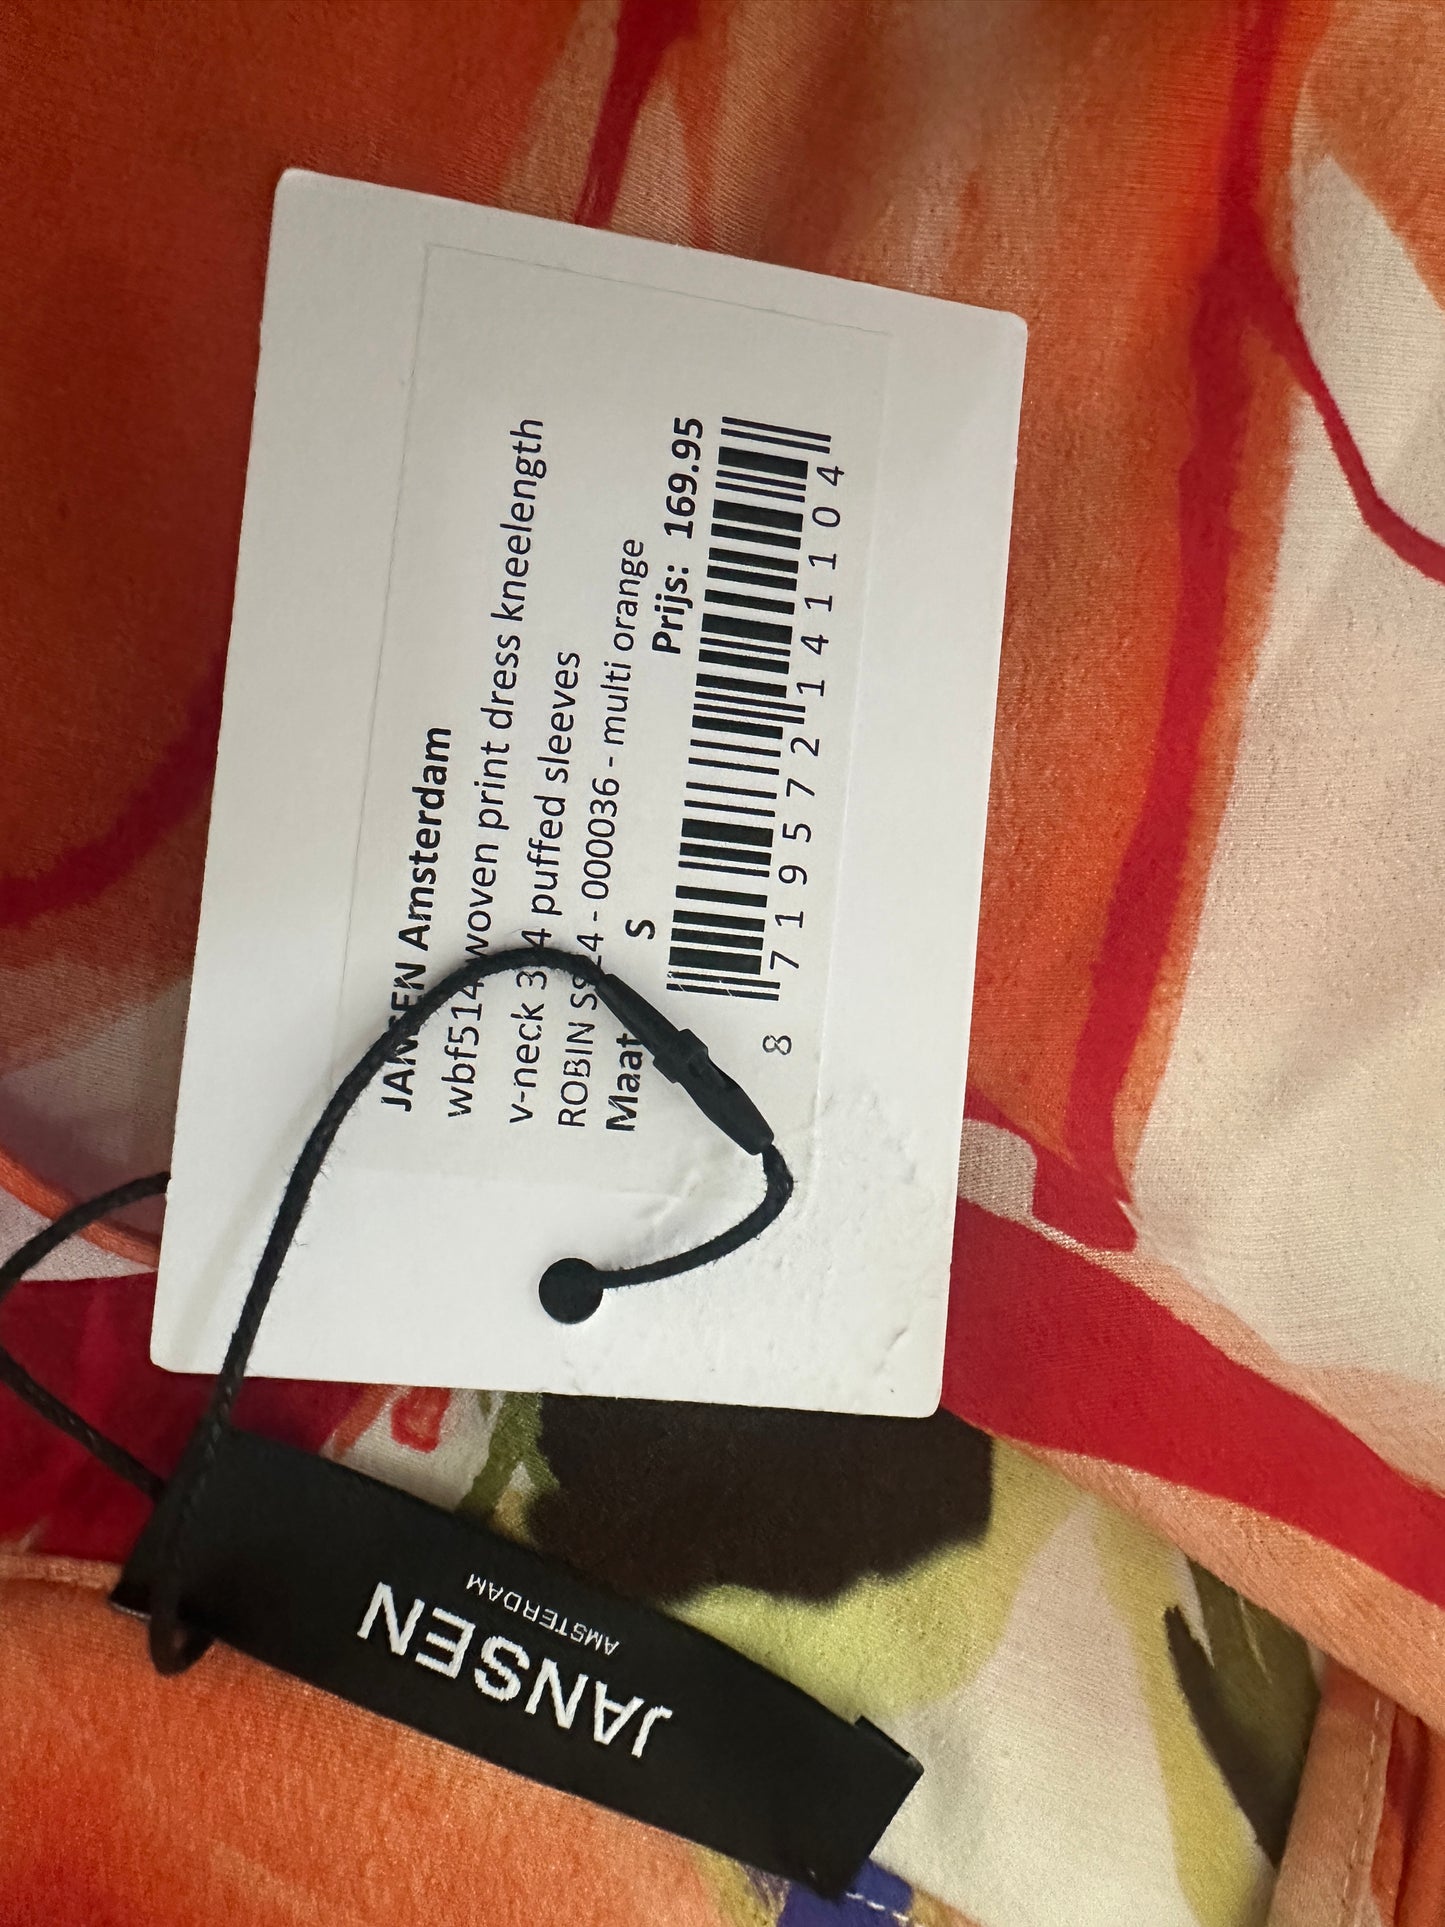 JANSEN Amsterdam
wbf514 woven print dress kneelength
v-neck 3/4 puffed sleeves
ROBIN SS24 - 000036 - multi orange
Maat S
Prijs: 169.95
8 719572 141104
JANSEN
AMSTERDAM